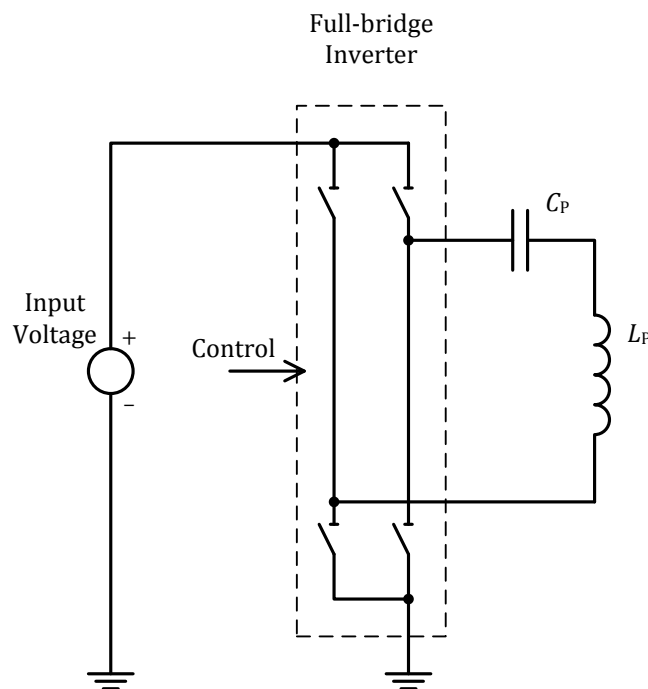 Full-bridge
Inverter
C_P
Input
Voltage
+
−
Control
L_P